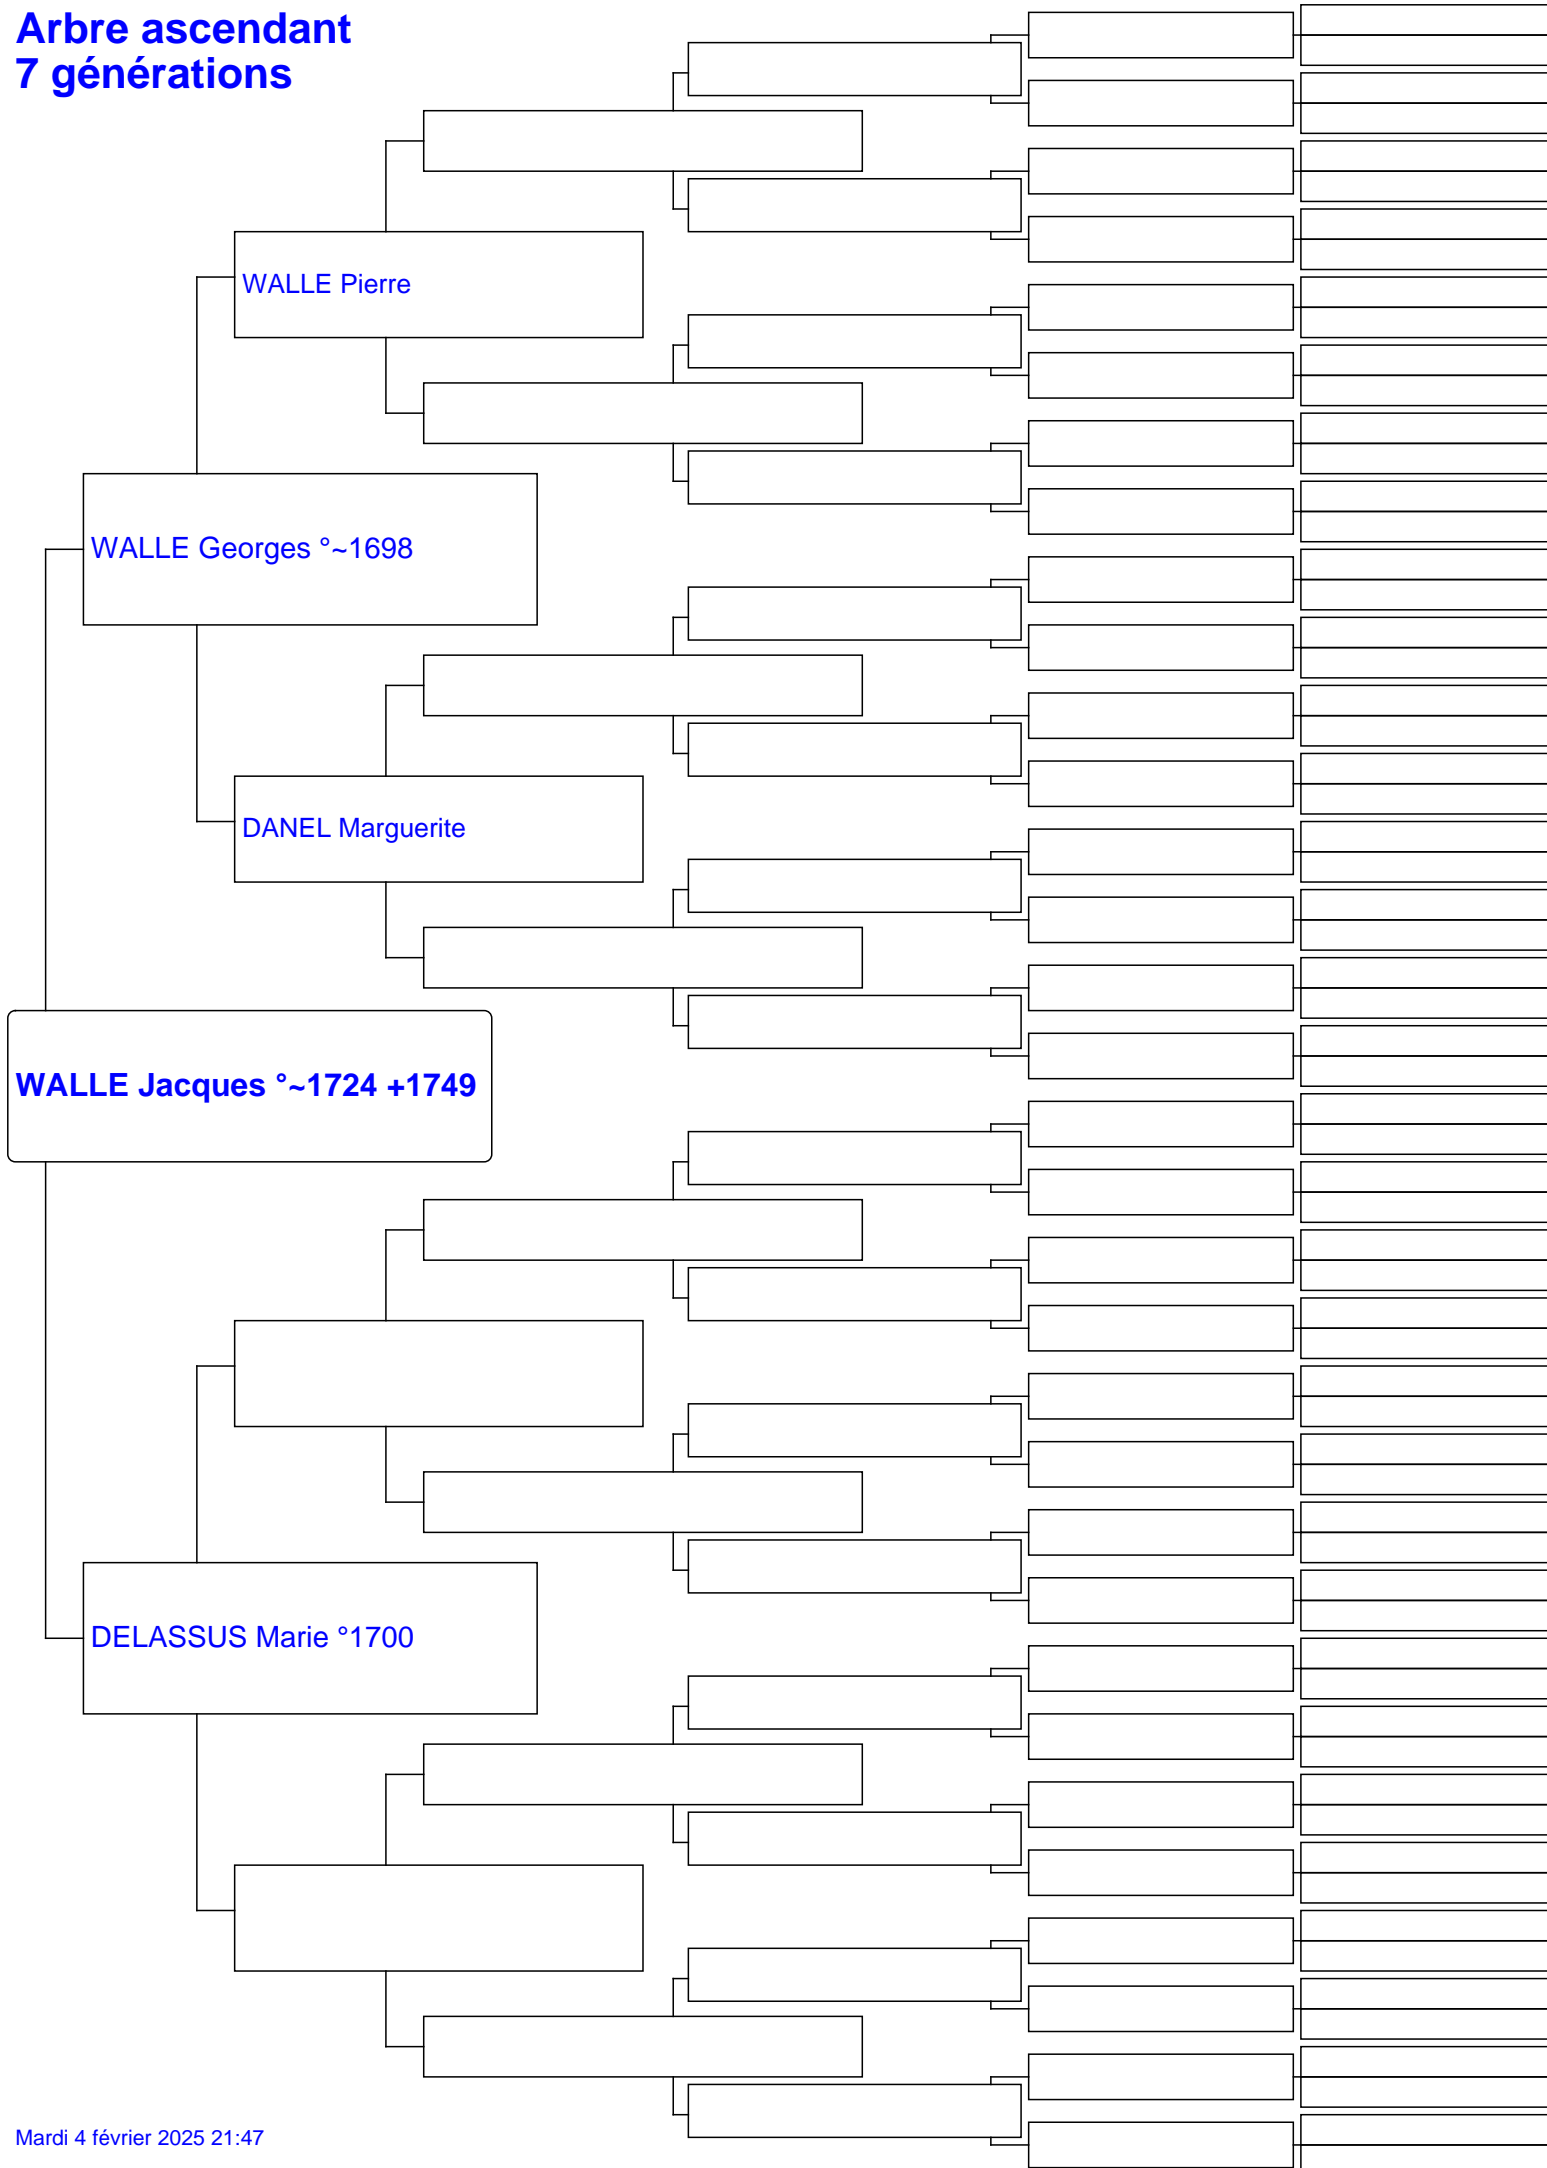 Arbre ascendant
7 générations
WALLE Pierre
WALLE Georges °~1698
DANEL Marguerite
WALLE Jacques °~1724 +1749
DELASSUS Marie °1700
Mardi 4 février 2025 21:47